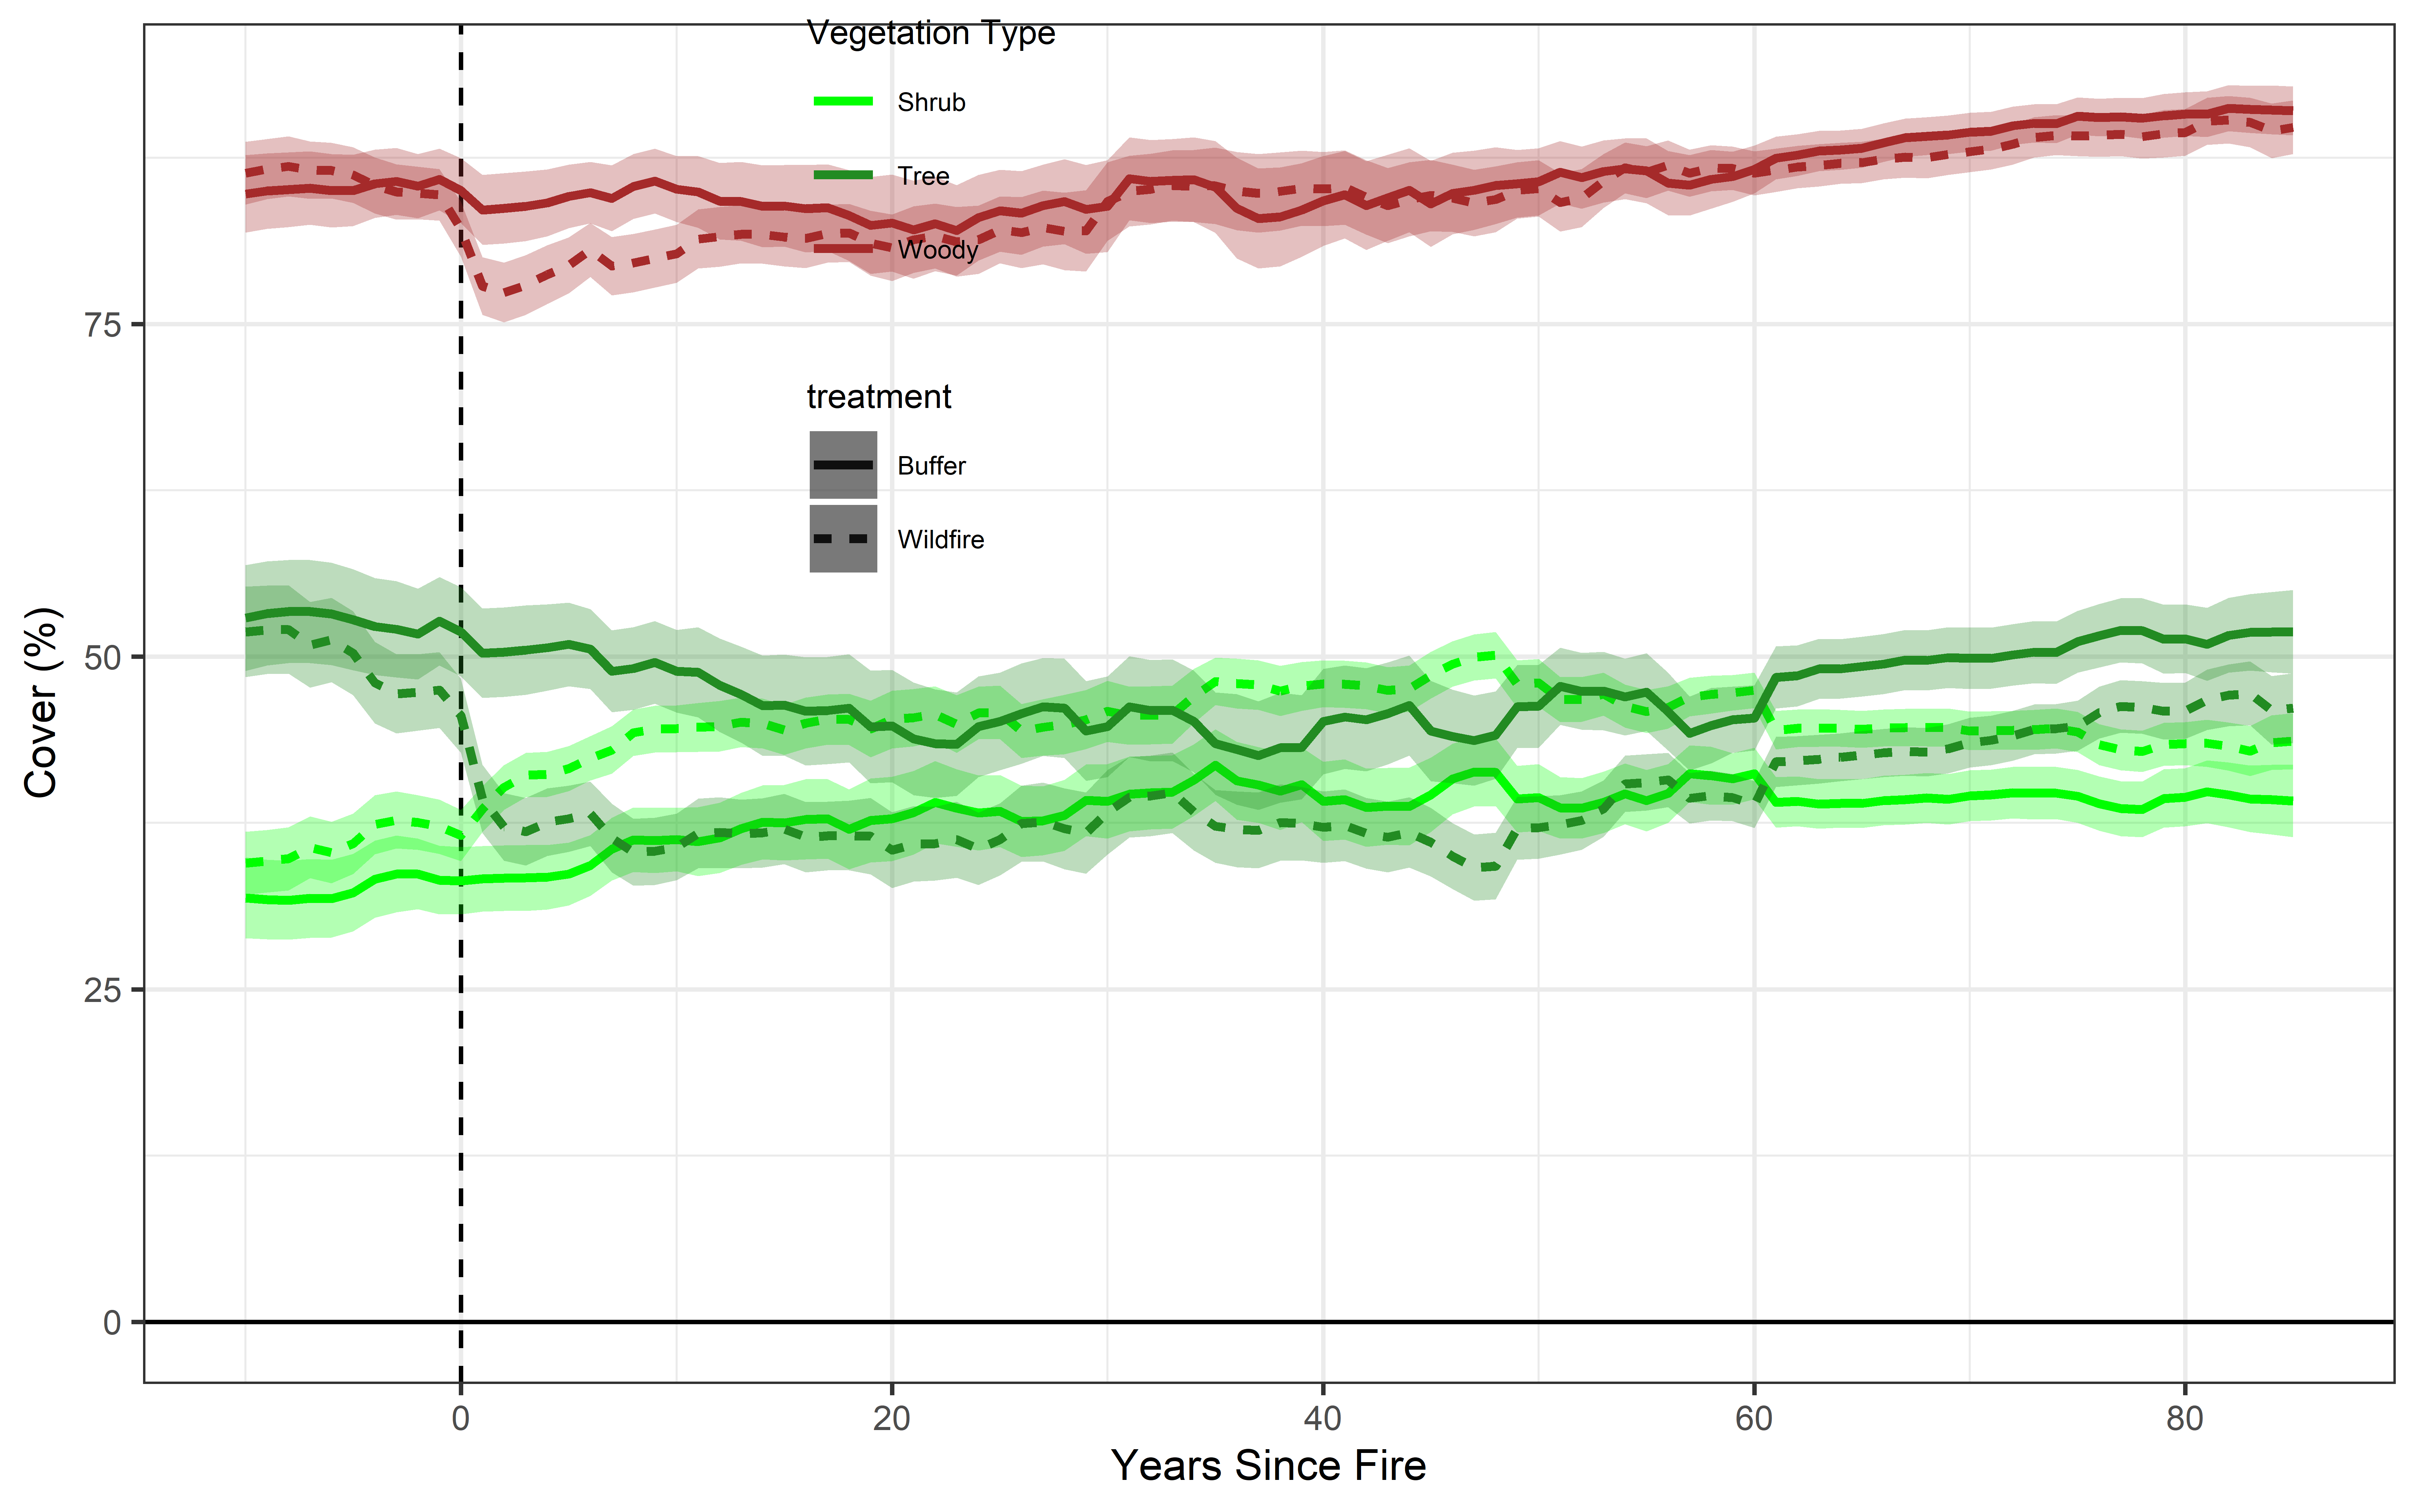 Vegetation Type
Shrub
Tree
Woody
treatment
Buffer
Wildfire
Cover (%)
75
50
25
0
0 20 40 60 80
Years Since Fire